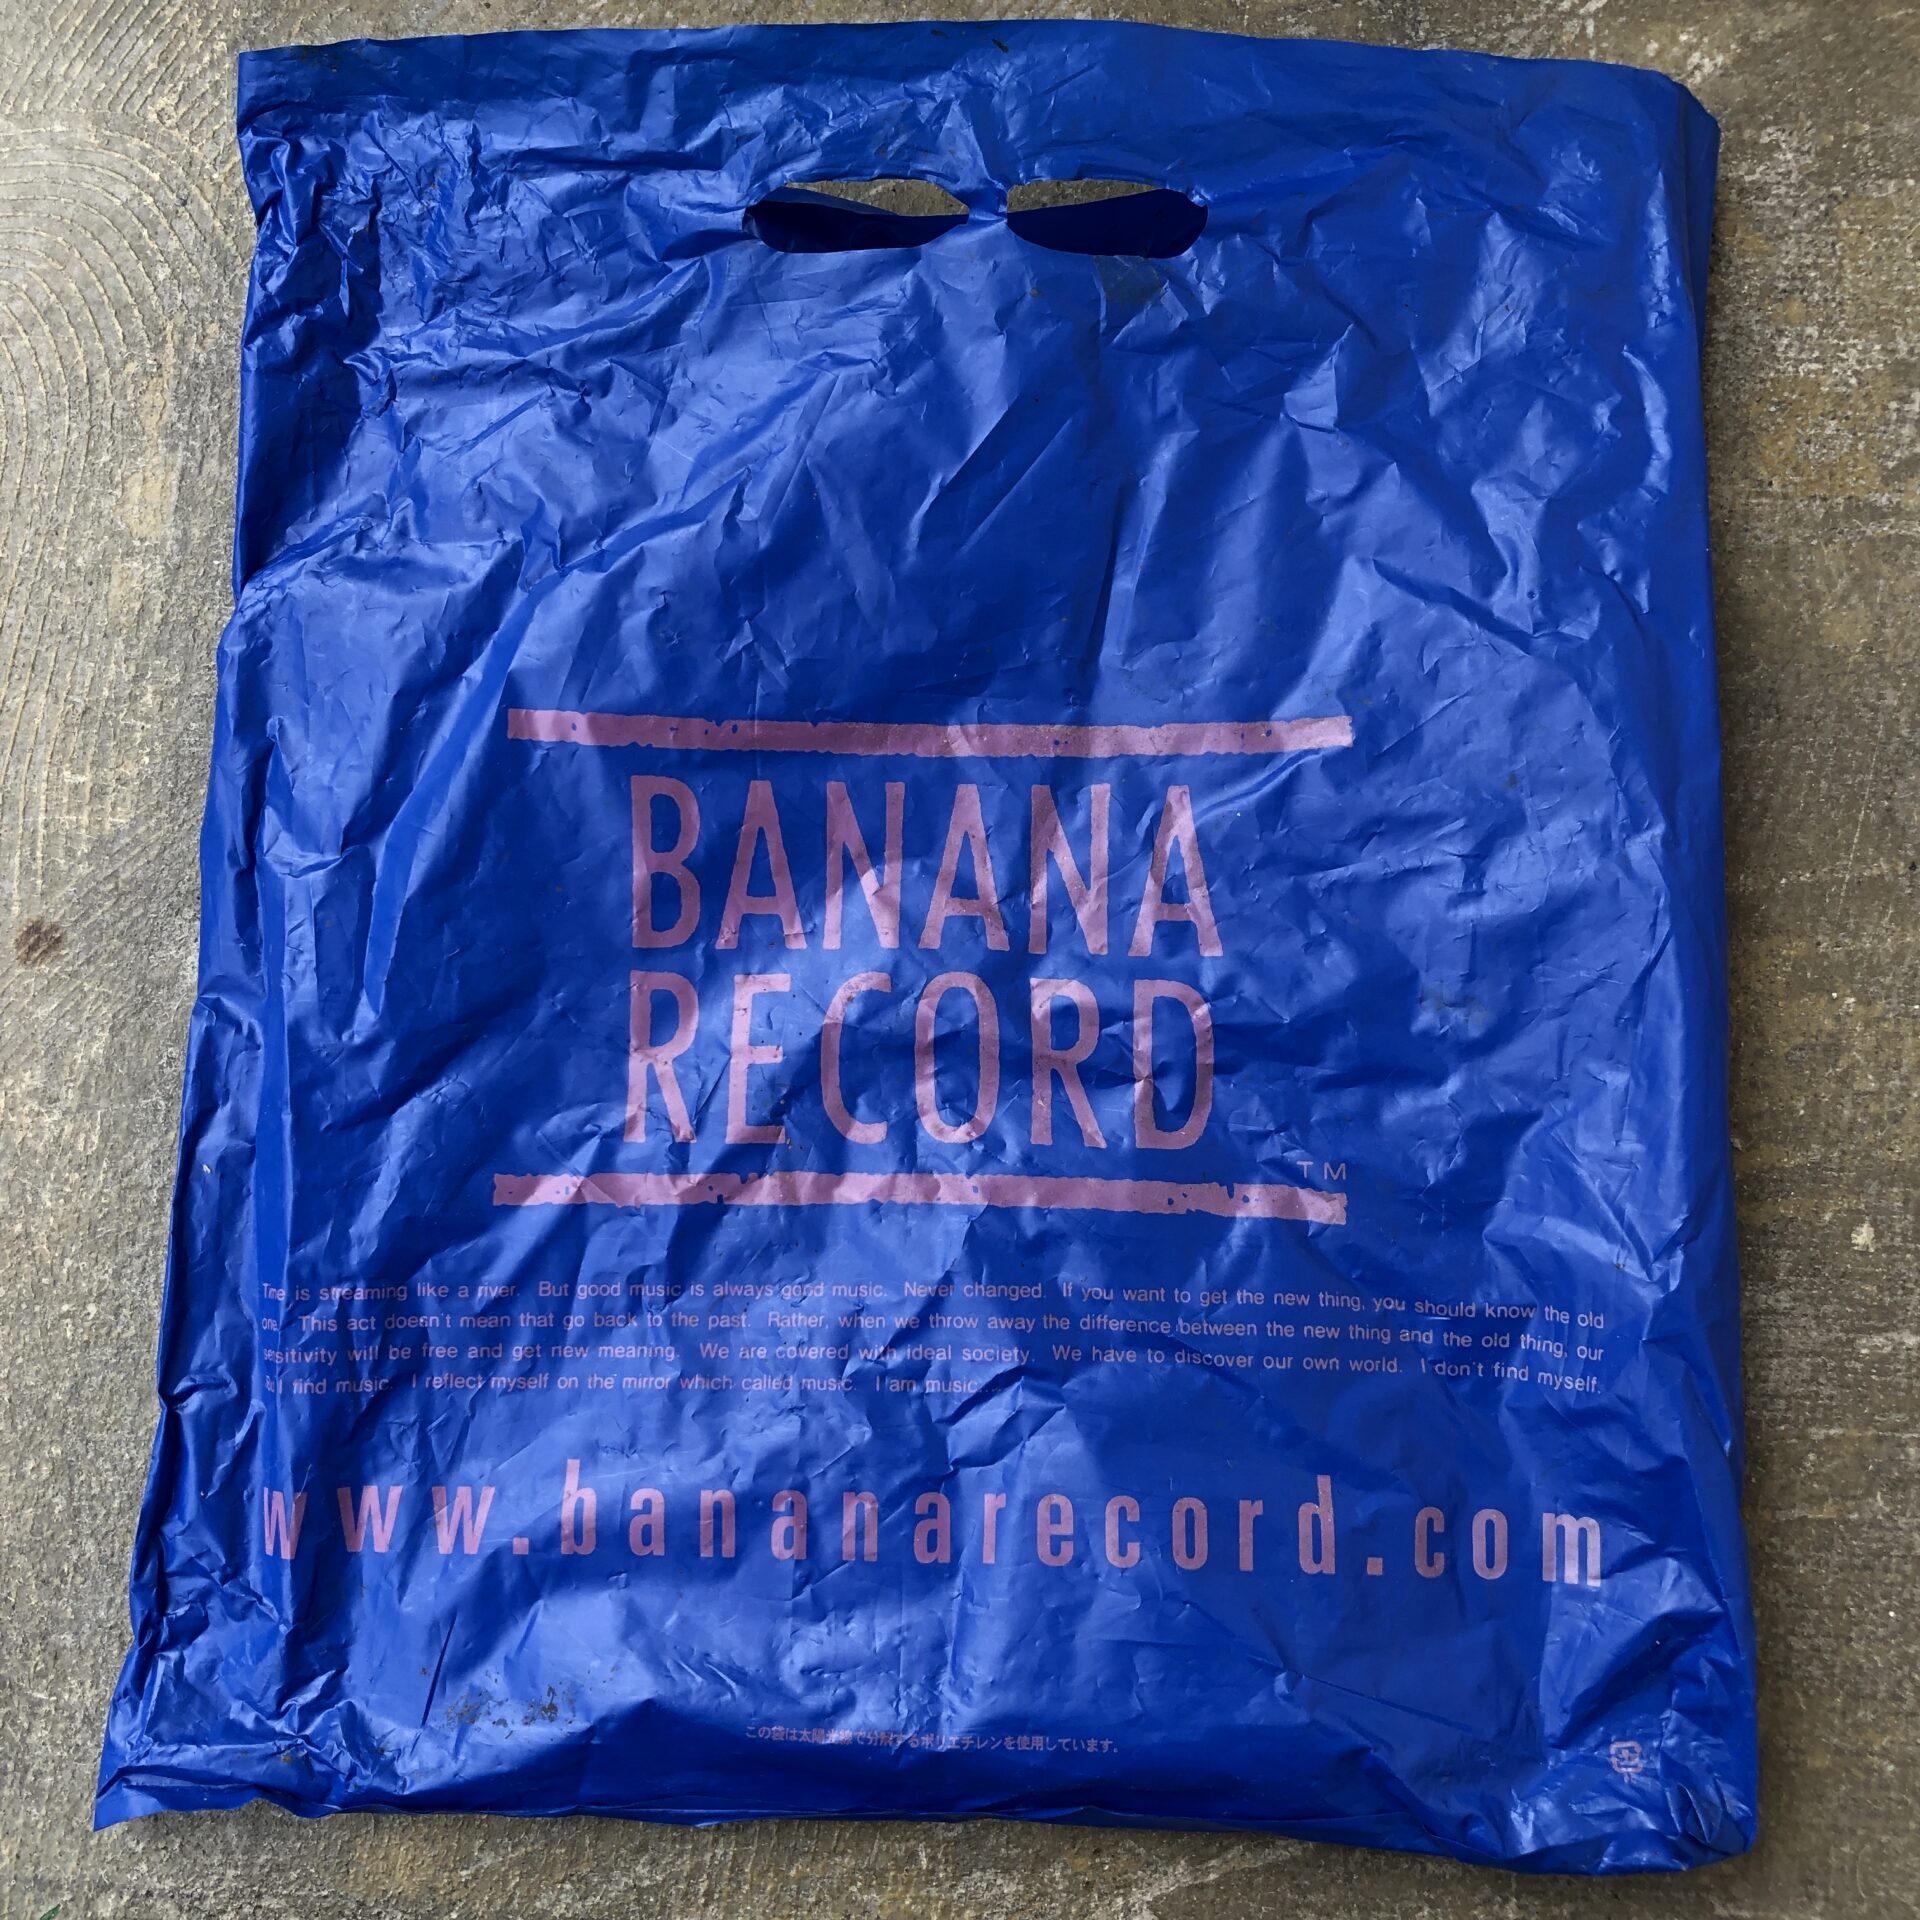 BANANA
RECORD
TM
Time is streaming like a river. But good music is always good music. Never changed. If you want to get the new thing, you should know the old
one. This act doesn't mean that go back to the past. Rather, when we throw away the difference between the new thing and the old thing, our
sensitivity will be free and get new meaning. We are covered with ideal society. We have to discover our own world. I don't find myself.
But I find music. I reflect myself on the mirror which called music. I am music....
www.bananarecord.com
この袋は太陽光線で分解するポリエチレンを使用しています。